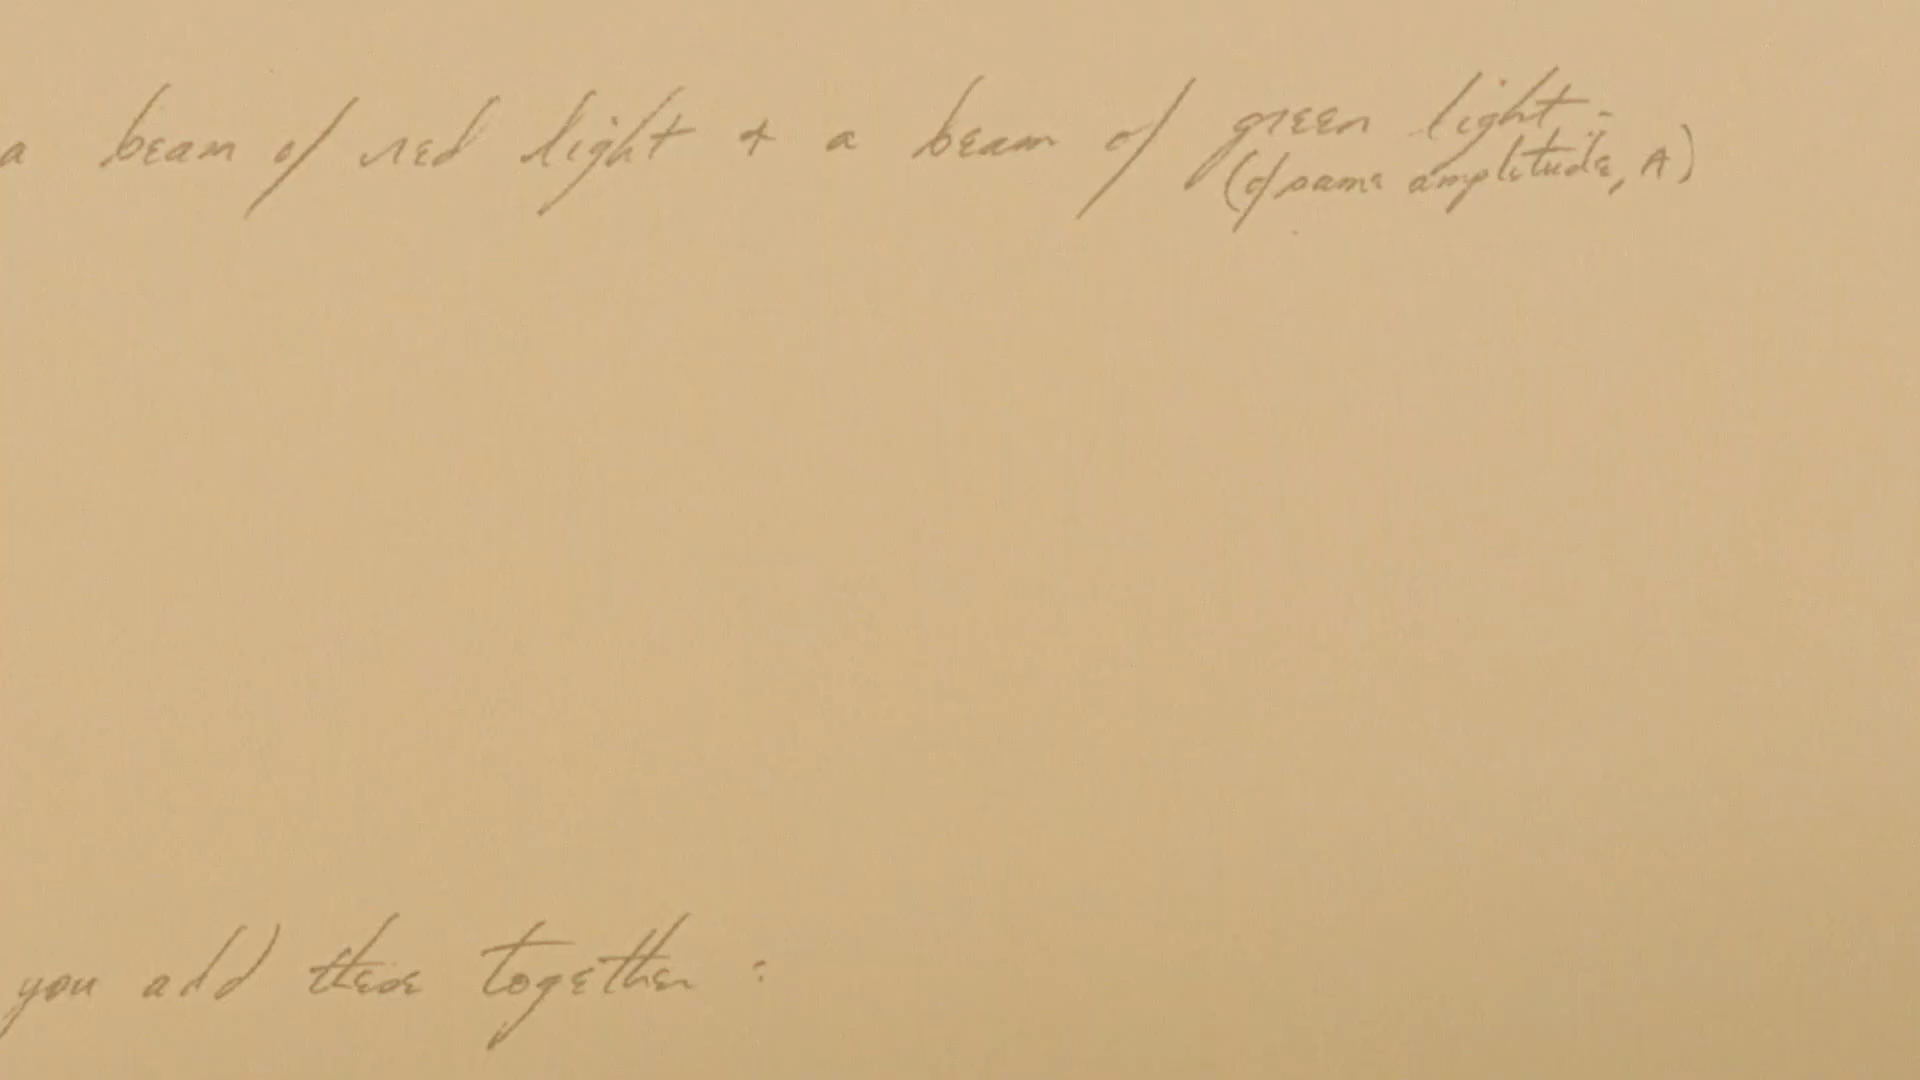 a beam of red light + a beam of green light :
(of same amplitude, A)
you add these together :